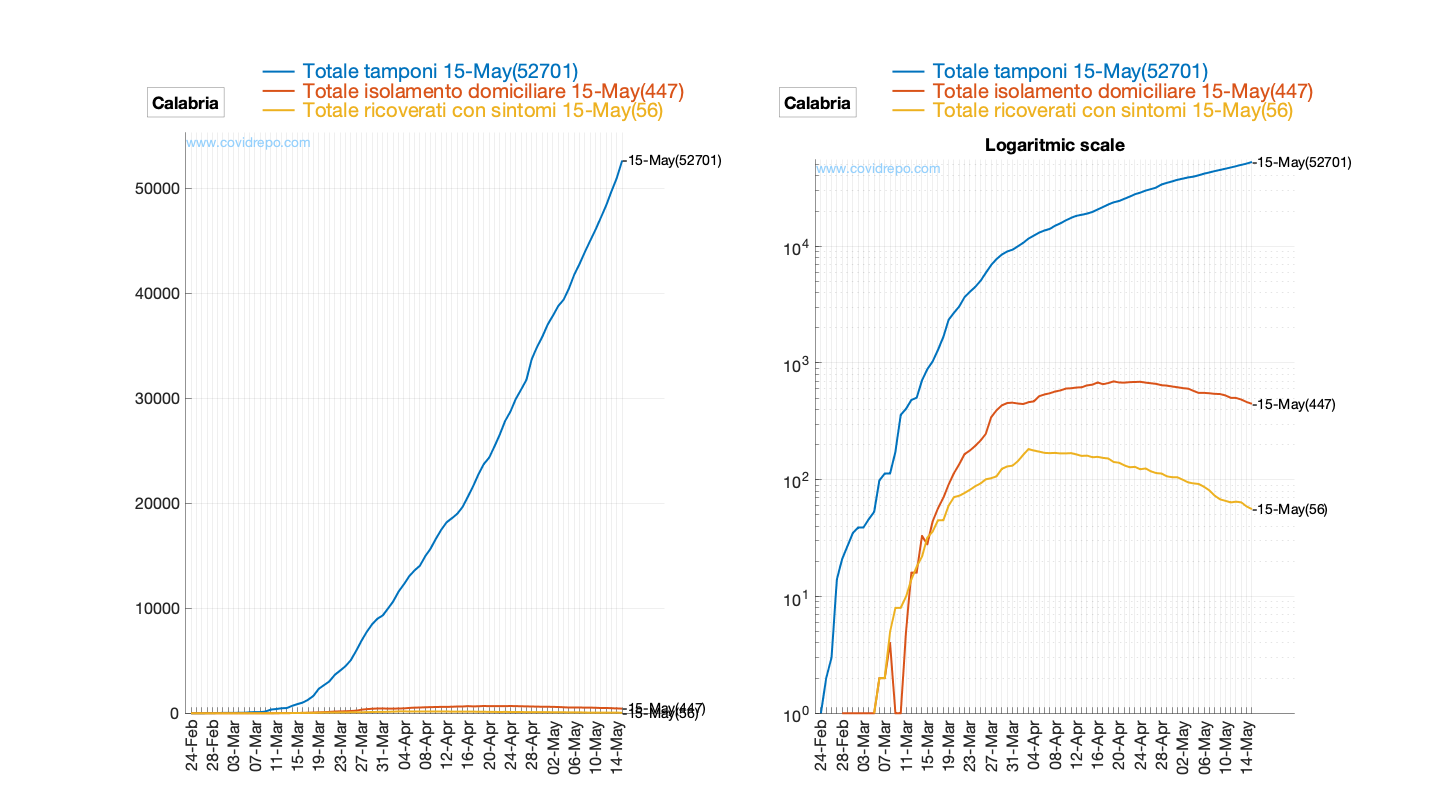 Totale tamponi 15-May(52701)
Totale isolamento domiciliare 15-May(447)
Totale ricoverati con sintomi 15-May(56)
Calabria
www.covidrepo.com
15-May(52701)
50000
40000
30000
20000
10000
0
15-May(447)
15-May(56)
24-Feb
28-Feb
03-Mar
07-Mar
11-Mar
15-Mar
19-Mar
23-Mar
27-Mar
31-Mar
04-Apr
08-Apr
12-Apr
16-Apr
20-Apr
24-Apr
28-Apr
02-May
06-May
10-May
14-May
Totale tamponi 15-May(52701)
Totale isolamento domiciliare 15-May(447)
Totale ricoverati con sintomi 15-May(56)
Calabria
Logaritmic scale
www.covidrepo.com
15-May(52701)
10^4
10^3
15-May(447)
10^2
15-May(56)
10^1
10^0
24-Feb
28-Feb
03-Mar
07-Mar
11-Mar
15-Mar
19-Mar
23-Mar
27-Mar
31-Mar
04-Apr
08-Apr
12-Apr
16-Apr
20-Apr
24-Apr
28-Apr
02-May
06-May
10-May
14-May